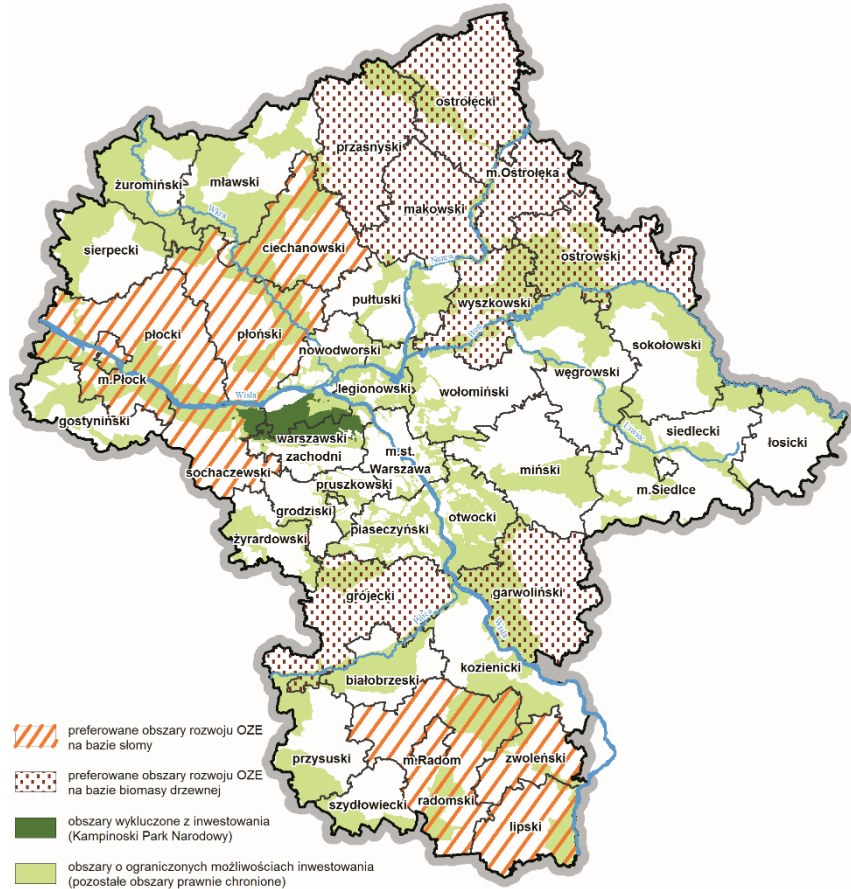 ostrołęcki
przasnyski
m.Ostrołęka
żuromiński
mławski
makowski
Wkra
sierpecki
ciechanowski
ostrowski
Narew
pułtuski
wyszkowski
płocki
płoński
Bug
nowodworski
sokołowski
węgrowski
m.Płock
Wisła
legionowski
wołomiński
gostyniński
Liwiec
siedlecki
łosicki
warszawski
zachodni
m.st.
Warszawa
sochaczewski
miński
pruszkowski
m.Siedlce
grodziski
otwocki
piaseczyński
żyrardowski
grójecki
garwoliński
Pilica
Wisła
kozienicki
białobrzeski
preferowane obszary rozwoju OZE
na bazie słomy
przysuski
m.Radom
zwoleński
preferowane obszary rozwoju OZE
na bazie biomasy drzewnej
szydłowiecki
radomski
lipski
obszary wykluczone z inwestowania
(Kampinoski Park Narodowy)
obszary o ograniczonych możliwościach inwestowania
(pozostałe obszary prawnie chronione)